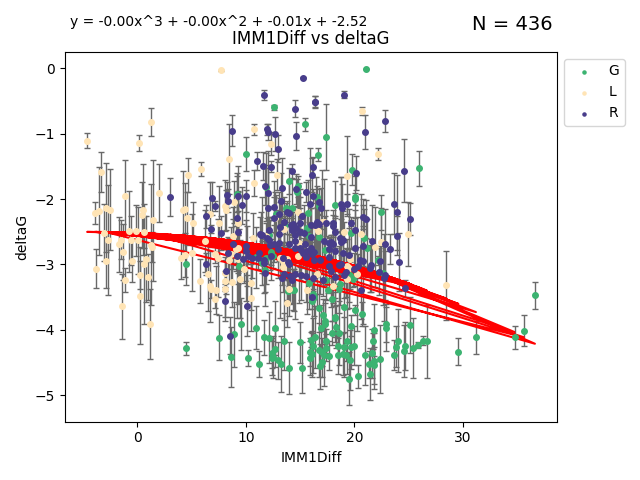 y = -0.00x^3 + -0.00x^2 + -0.01x + -2.52
N = 436
IMM1Diff vs deltaG
G
L
R
0
−1
−2
−3
−4
−5
deltaG
0 10 20 30
IMM1Diff